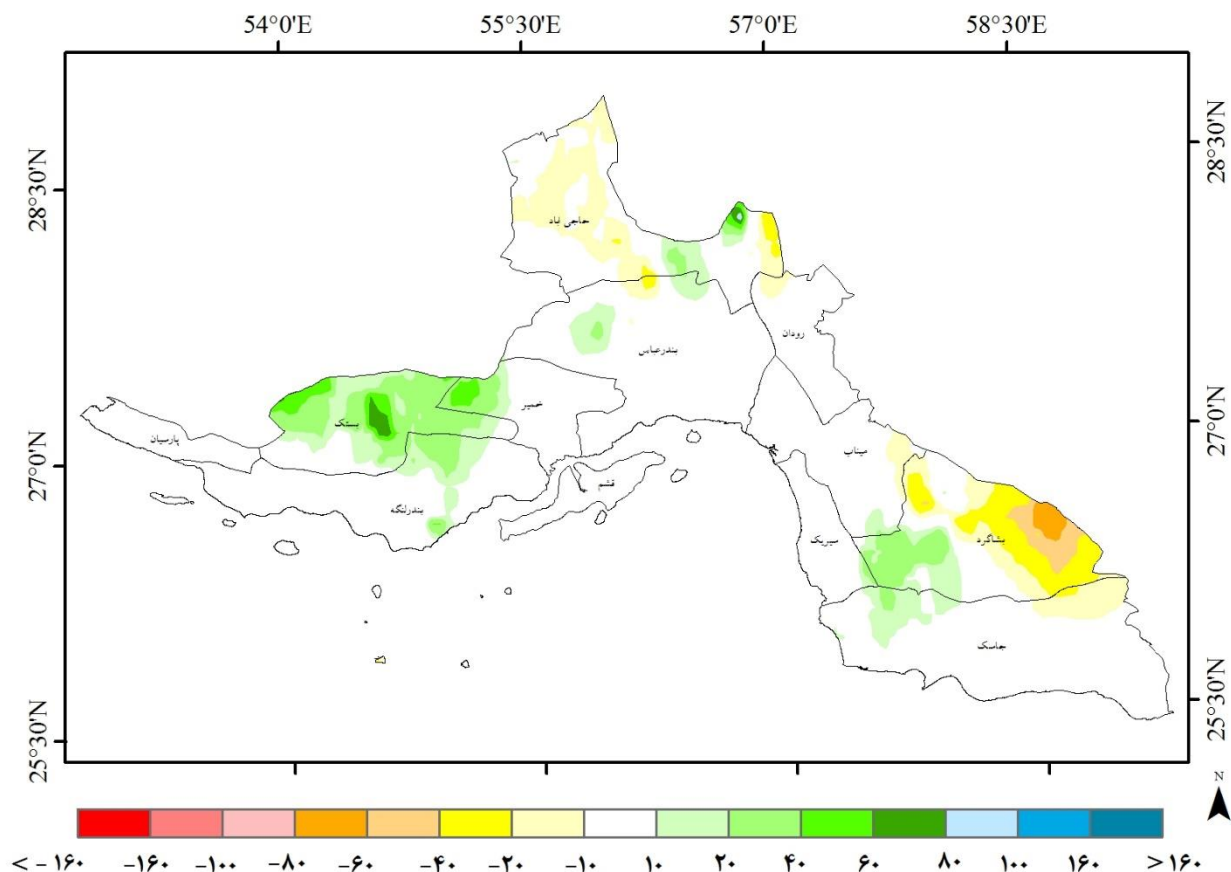 54°0'E 55°30'E 57°0'E 58°30'E
28°30'N
28°30'N
حاجی آباد
رودان
بندرعباس
خمیر
27°0'N
بستک
پارسیان
میناب
27°0'N
قشم
بندرلنگه
بشاگرد
سیریک
جاسک
25°30'N
25°30'N
N
< -۱۶۰ -۱۶۰ -۱۰۰ -۸۰ -۶۰ -۴۰ -۲۰ -۱۰ ۱۰ ۲۰ ۴۰ ۶۰ ۸۰ ۱۰۰ ۱۶۰ >۱۶۰